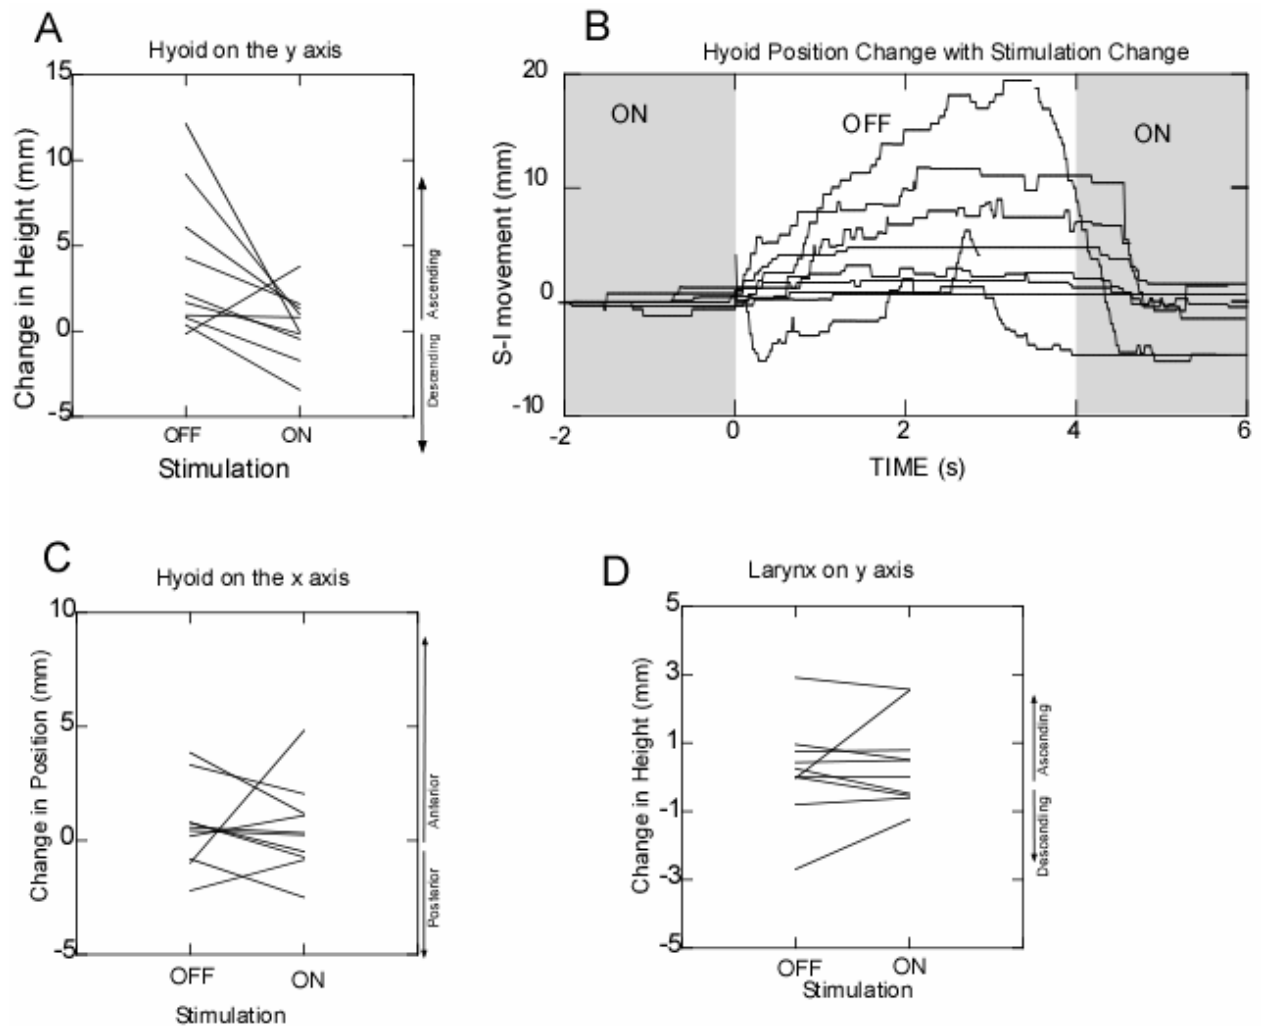 A
Hyoid on the y axis
15
10
5
0
-5
Change in Height (mm)
Ascending
Descending
OFF
ON
Stimulation
B
Hyoid Position Change with Stimulation Change
20
10
0
-10
S-I movement (mm)
ON
OFF
ON
-2
0
2
4
6
TIME (s)
C
Hyoid on the x axis
10
5
0
-5
Change in Position (mm)
Anterior
Posterior
OFF
ON
Stimulation
D
Larynx on y axis
5
3
1
-1
-3
-5
Change in Height (mm)
Ascending
Descending
OFF
ON
Stimulation